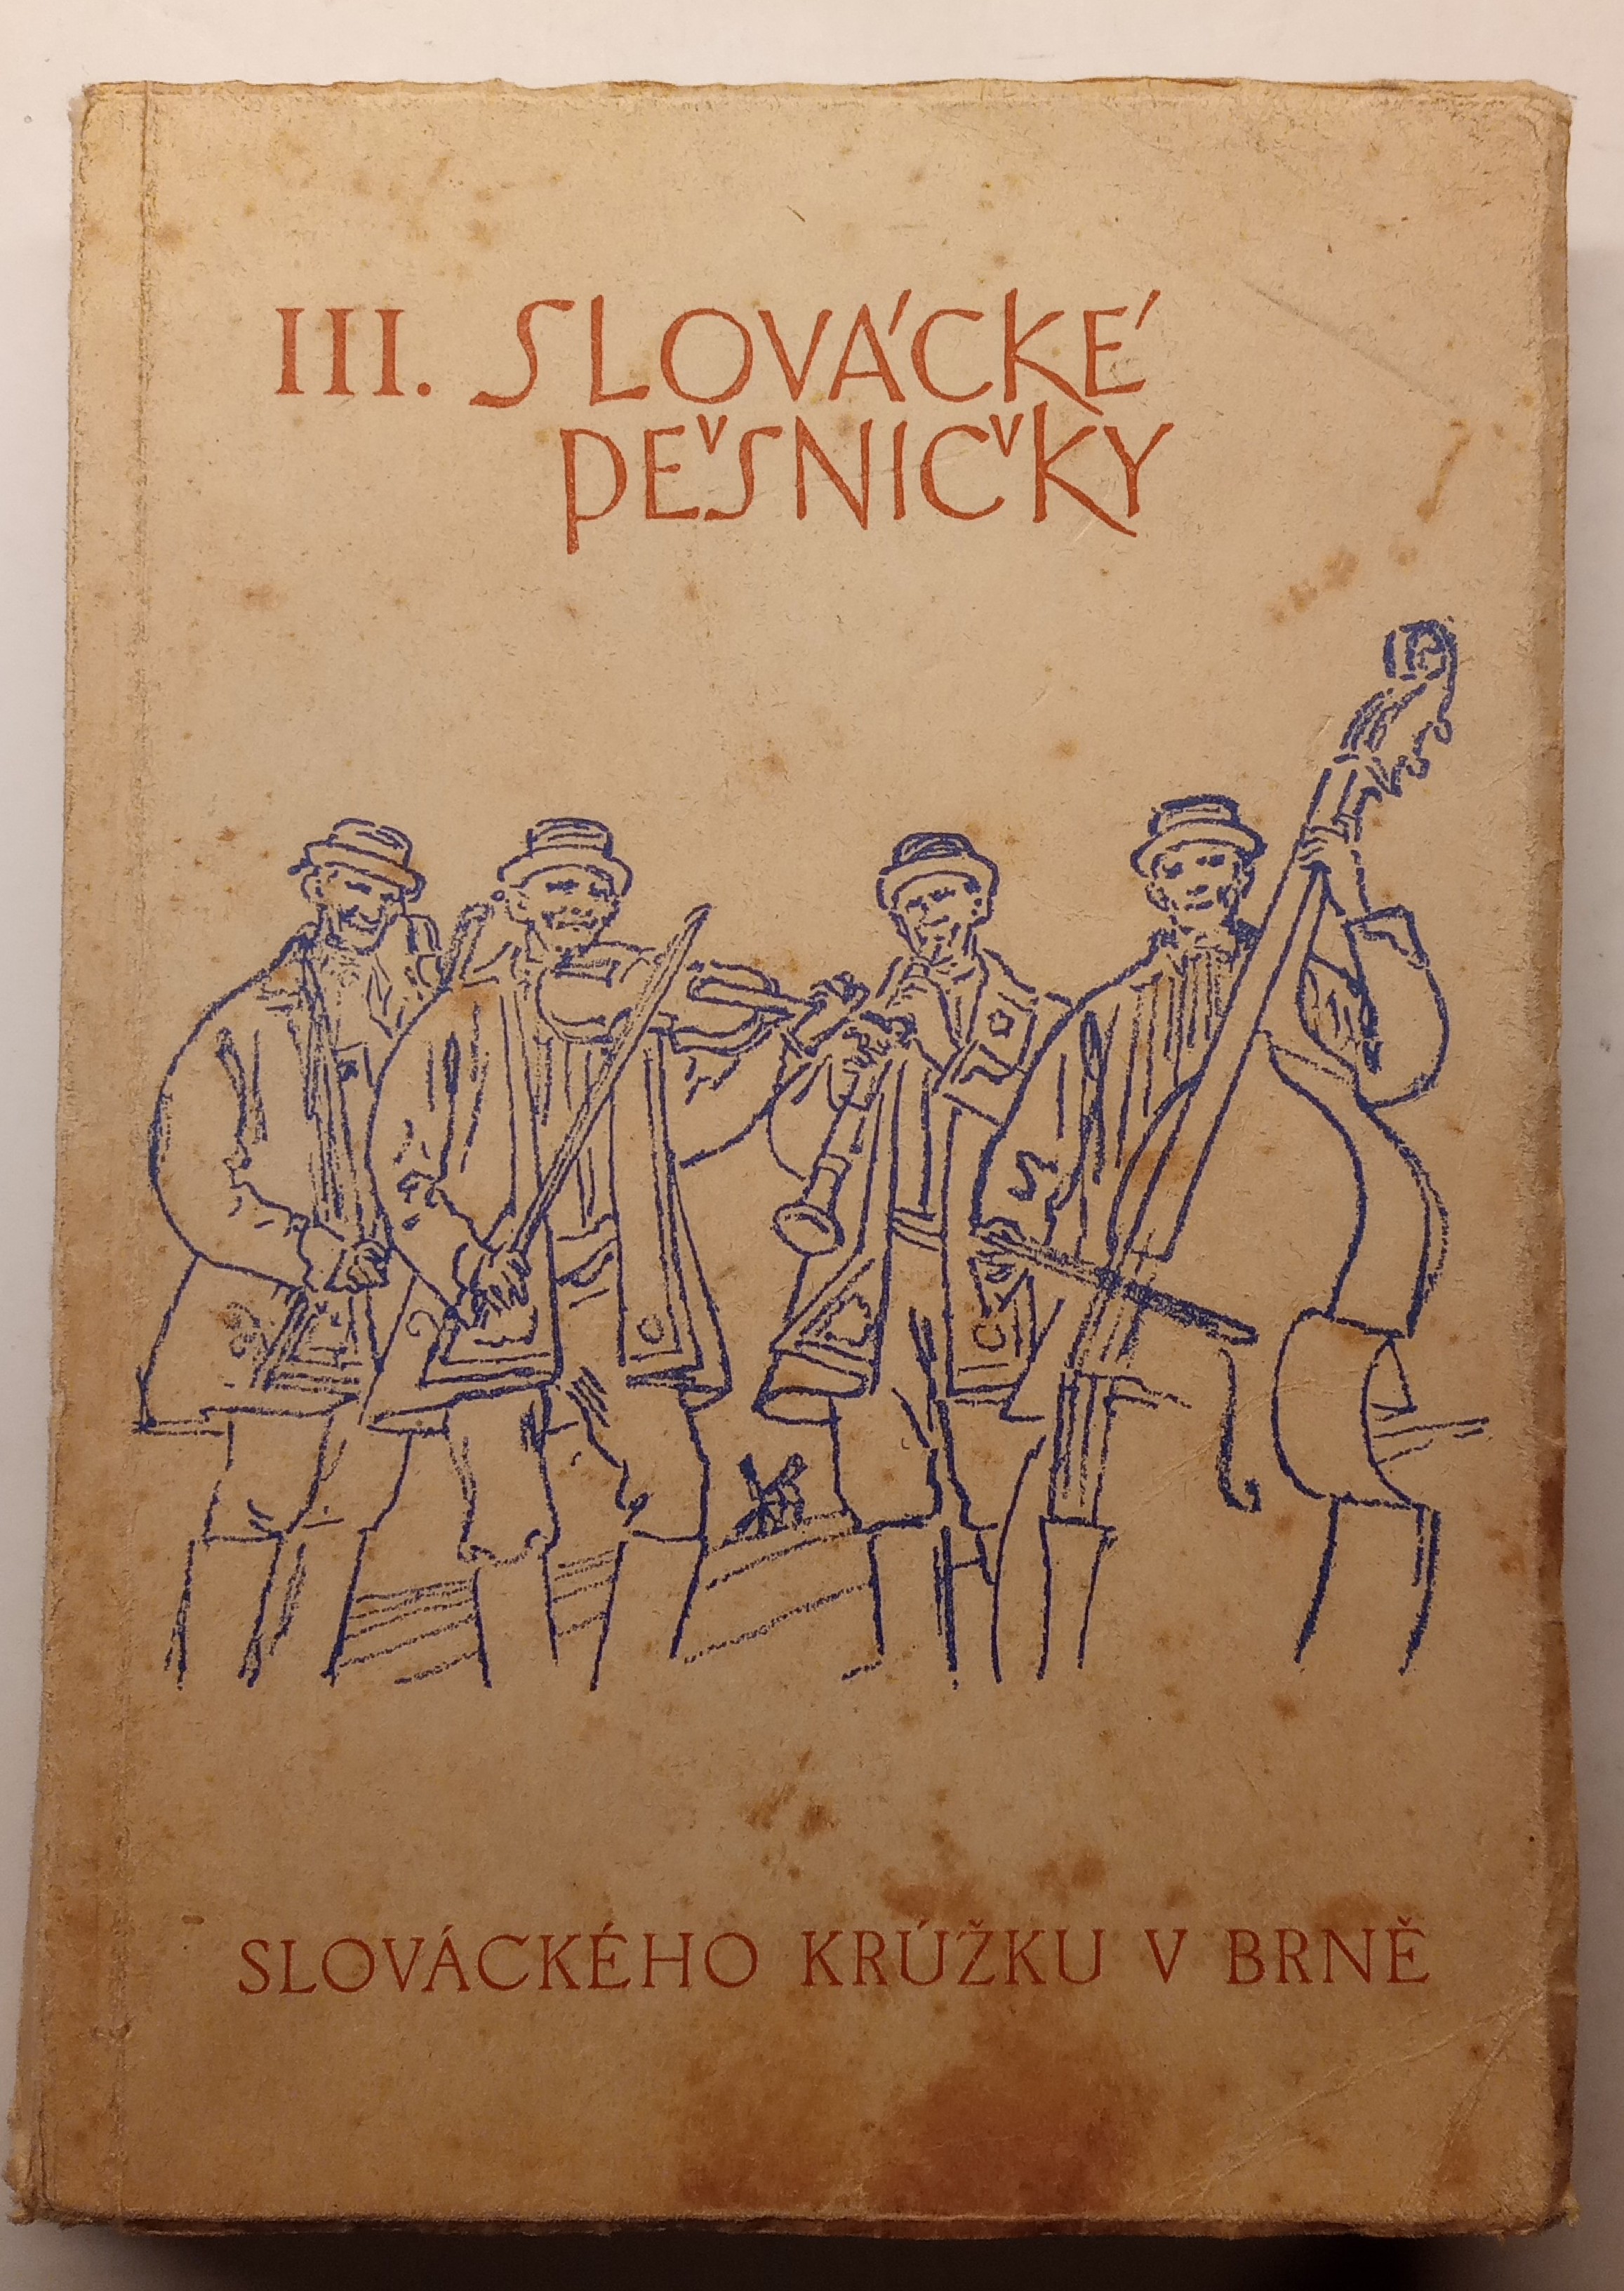 III. SLOVÁCKÉ
PĚSNIČKY
SLOVÁCKÉHO KRÚŽKU V BRNĚ